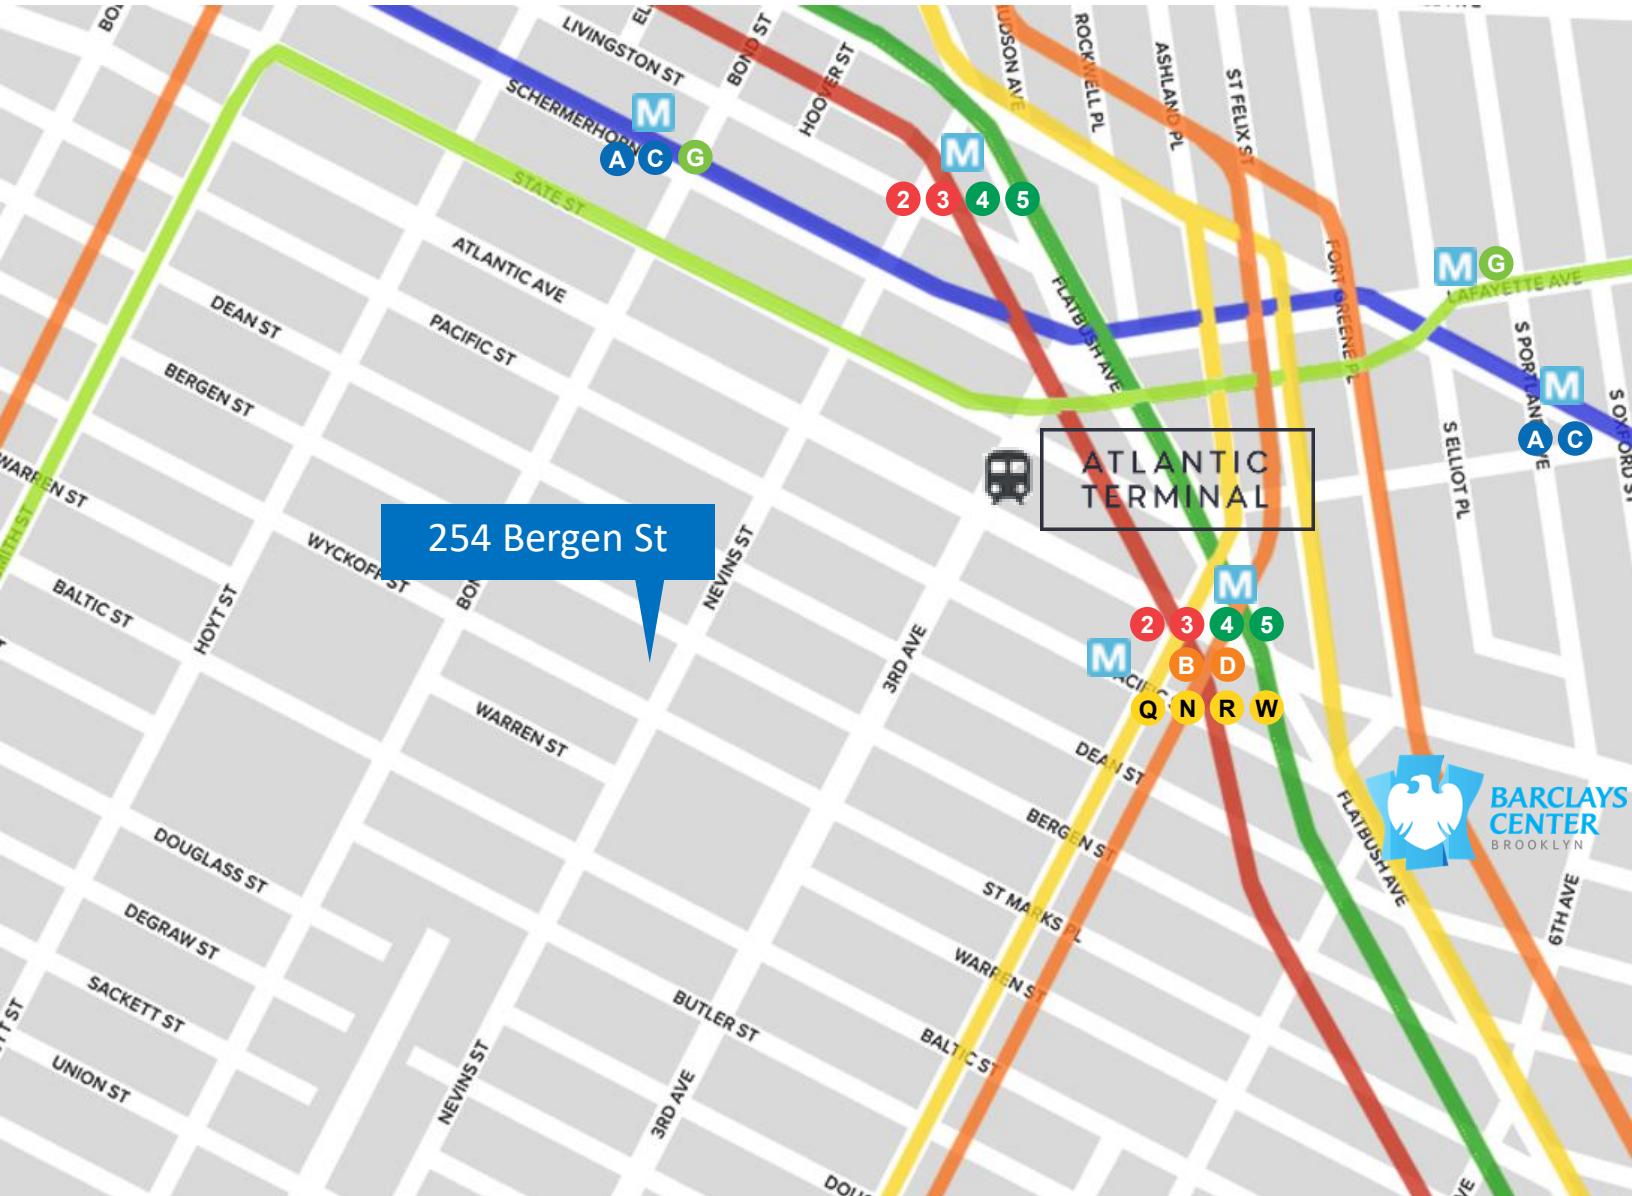 LIVINGSTON ST
BOND ST
HOOVER ST
SCHERMERHORN
M
A C G
STATE ST
M
2 3 4 5
ROCKWELL PL
ASHLAND PL
ST FELIX ST
FLATBUSH AVE
FORT GREENE PL
M G
LAFAYETTE AVE
S PORTLAND AVE
M
A C
S OXFORD ST
S ELLIOT PL
ATLANTIC AVE
PACIFIC ST
DEAN ST
BERGEN ST
WARREN ST
ATLANTIC
TERMINAL
254 Bergen St
WYCKOFF ST
NEVINS ST
BALTIC ST
HOYT ST
3RD AVE
M
2 3 4 5
M
B D
Q N R W
WARREN ST
DEAN ST
BERGEN ST
FLATBUSH AVE
BARCLAYS
CENTER
BROOKLYN
6TH AVE
ST MARKS PL
WARREN ST
DOUGLASS ST
DEGRAW ST
SACKETT ST
UNION ST
BUTLER ST
BALTIC ST
NEVINS ST
3RD AVE